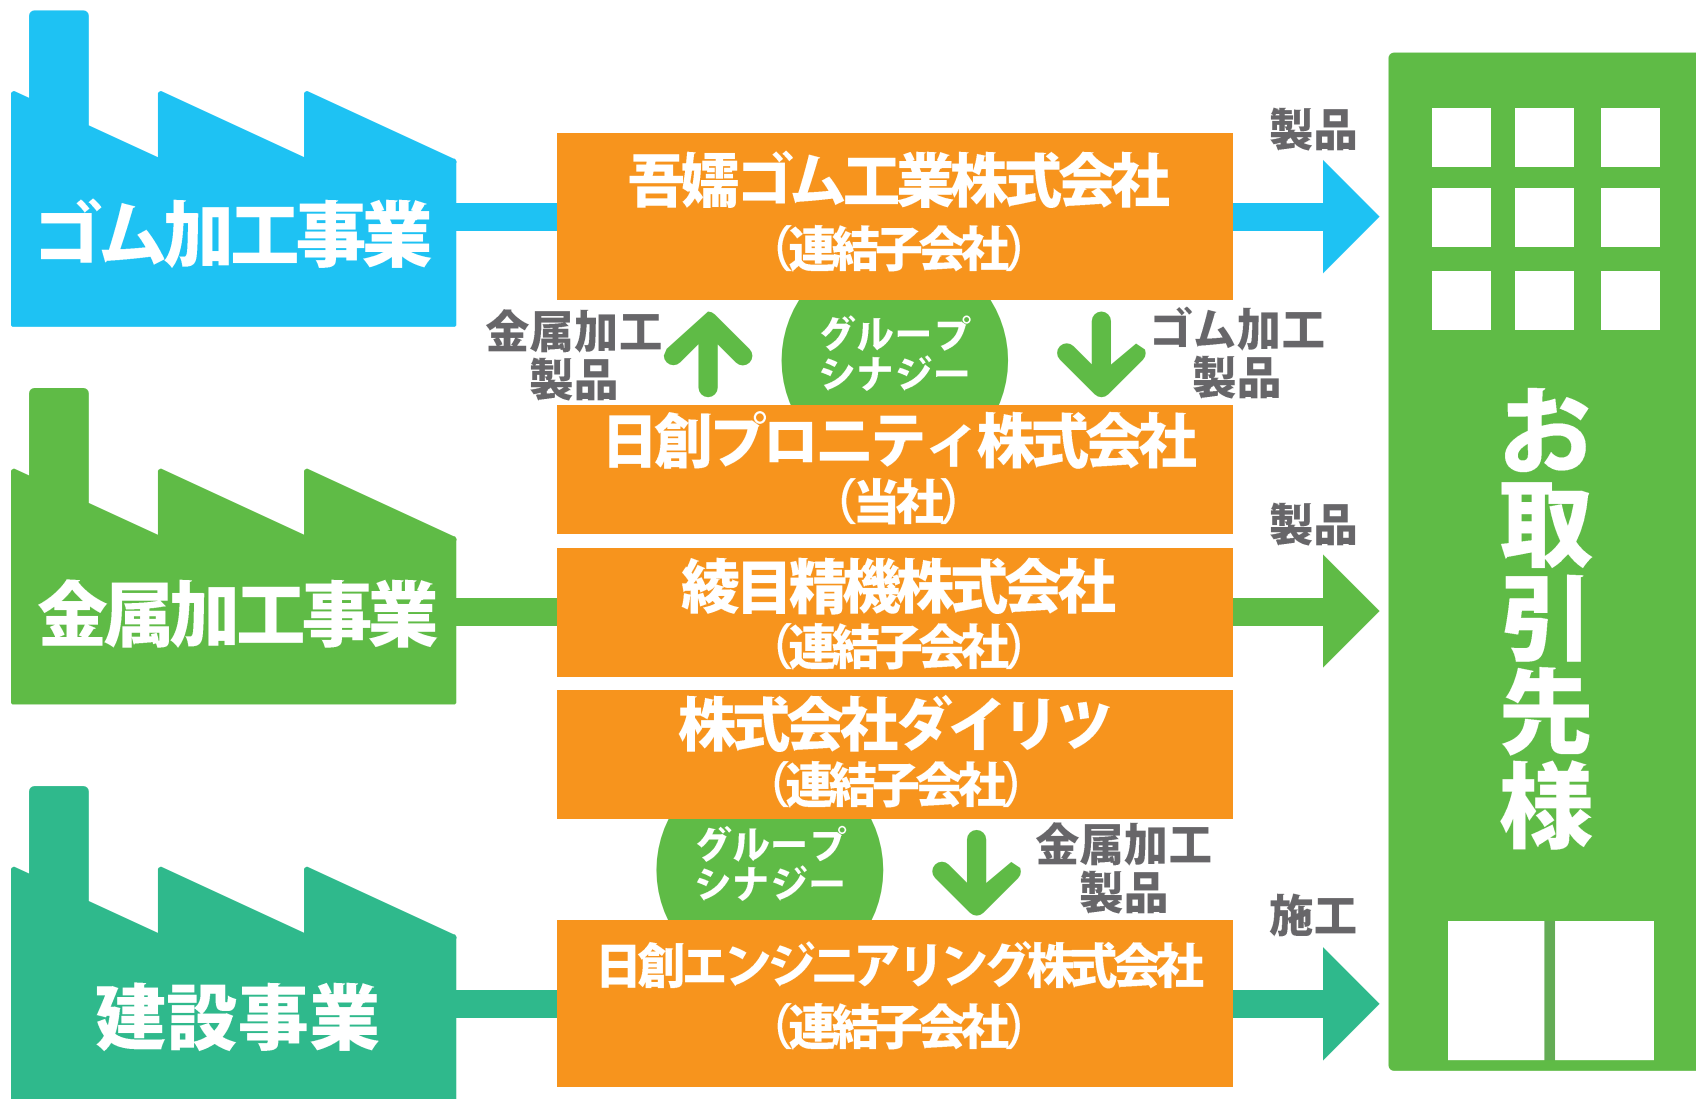 ゴム加工事業
吾嬬ゴム工業株式会社
（連結子会社）
製品
金属加工
製品
グループ
シナジー
ゴム加工
製品
金属加工事業
日創プロニティ株式会社
（当社）
綾目精機株式会社
（連結子会社）
株式会社ダイリツ
（連結子会社）
製品
グループ
シナジー
金属加工
製品
建設事業
日創エンジニアリング株式会社
（連結子会社）
施工
お取引先様